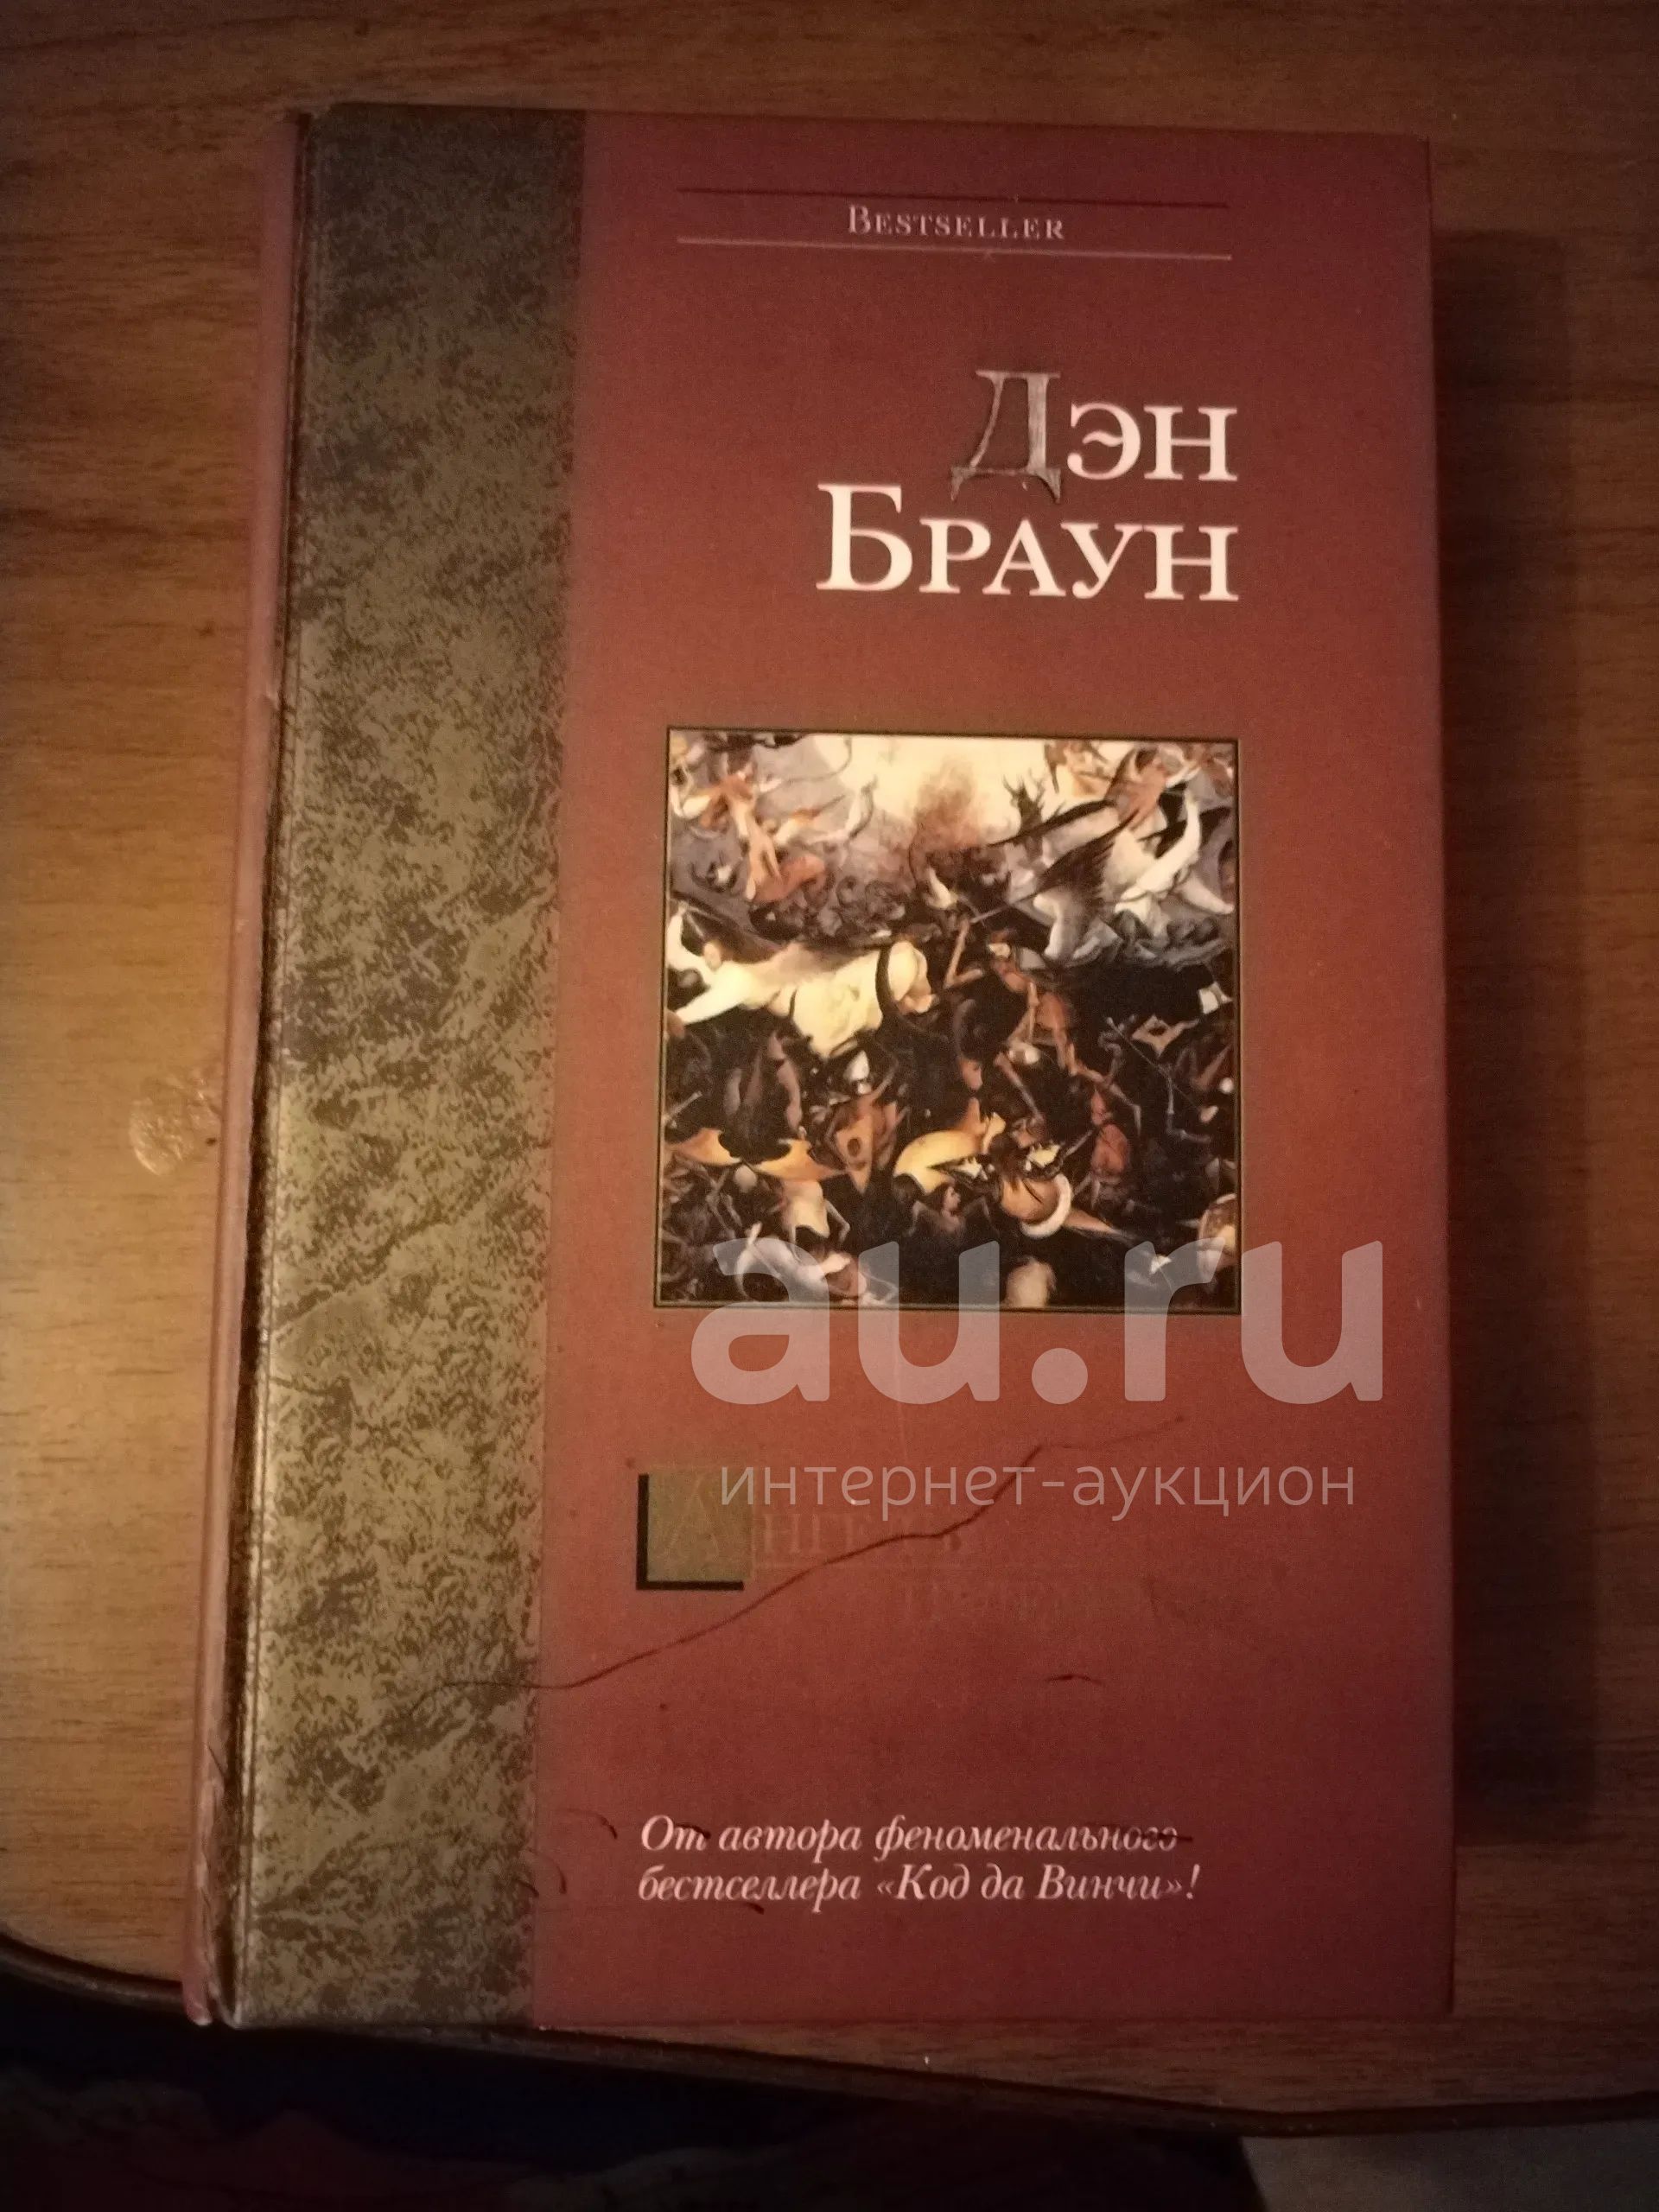 BESTSELLER
ДЭН
БРАУН
au.ru
интернет-аукцион
От автора феноменального
бестселлера «Код да Винчи»!